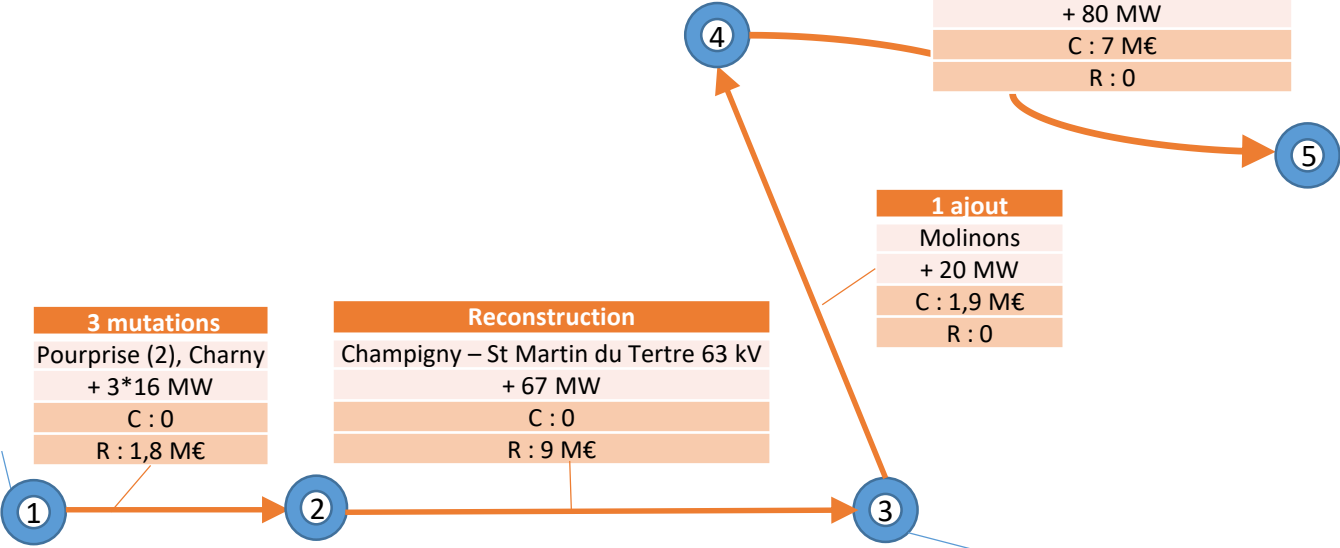 4
+ 80 MW
C : 7 M€
R : 0
5
1 ajout
Molinons
+ 20 MW
C : 1,9 M€
R : 0
3 mutations
Pourprise (2), Charny
+ 3*16 MW
C : 0
R : 1,8 M€
Reconstruction
Champigny – St Martin du Tertre 63 kV
+ 67 MW
C : 0
R : 9 M€
1
2
3